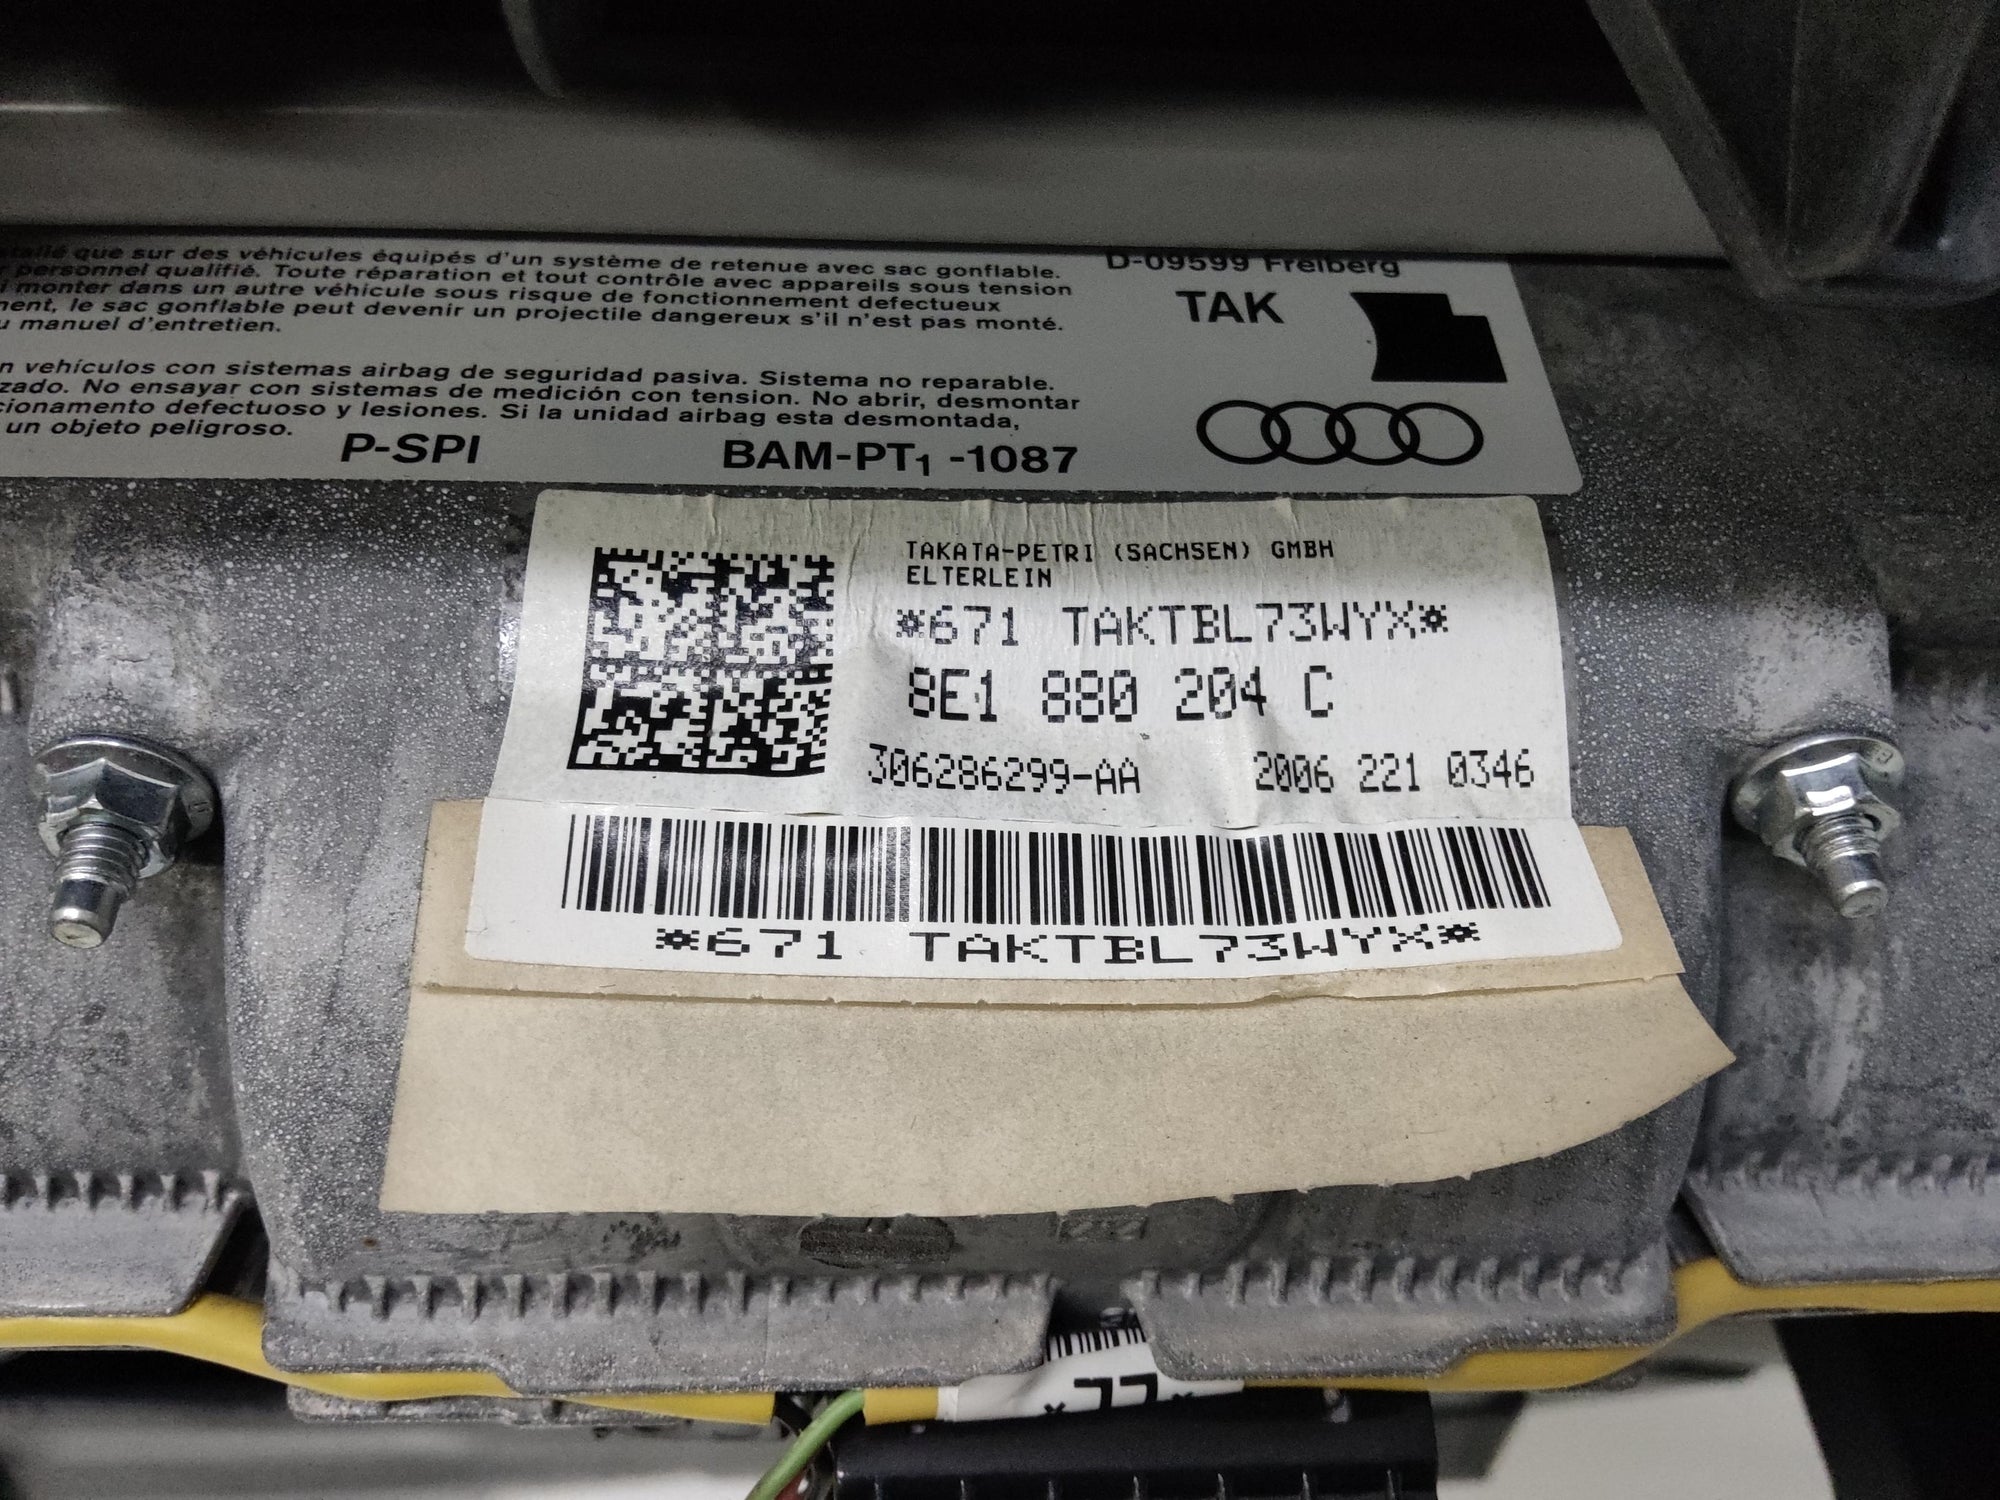 que sur des véhicules équipés d'un système de retenue avec sac gonflable.
personnel qualifié. Toute réparation et tout contrôle avec appareils sous tension
monter dans un autre véhicule sous risque de fonctionnement defectueux
ment, le sac gonflable peut devenir un projectile dangereux s'il n'est pas monté.
u manuel d'entretien.
n vehículos con sistemas airbag de seguridad pasiva. Sistema no reparable.
zado. No ensayar con sistemas de medición con tension. No abrir, desmontar
cionamento defectuoso y lesiones. Si la unidad airbag esta desmontada,
un objeto peligroso.
P-SPI BAM-PT1 -1087
D-09599 Freiberg
TAK
TAKATA-PETRI (SACHSEN) GMBH
ELTERLEIN
*671 TAKTBL73WYX*
8E1 880 204 C
306286299-AA 2006 221 0346
*671 TAKTBL73WYX*